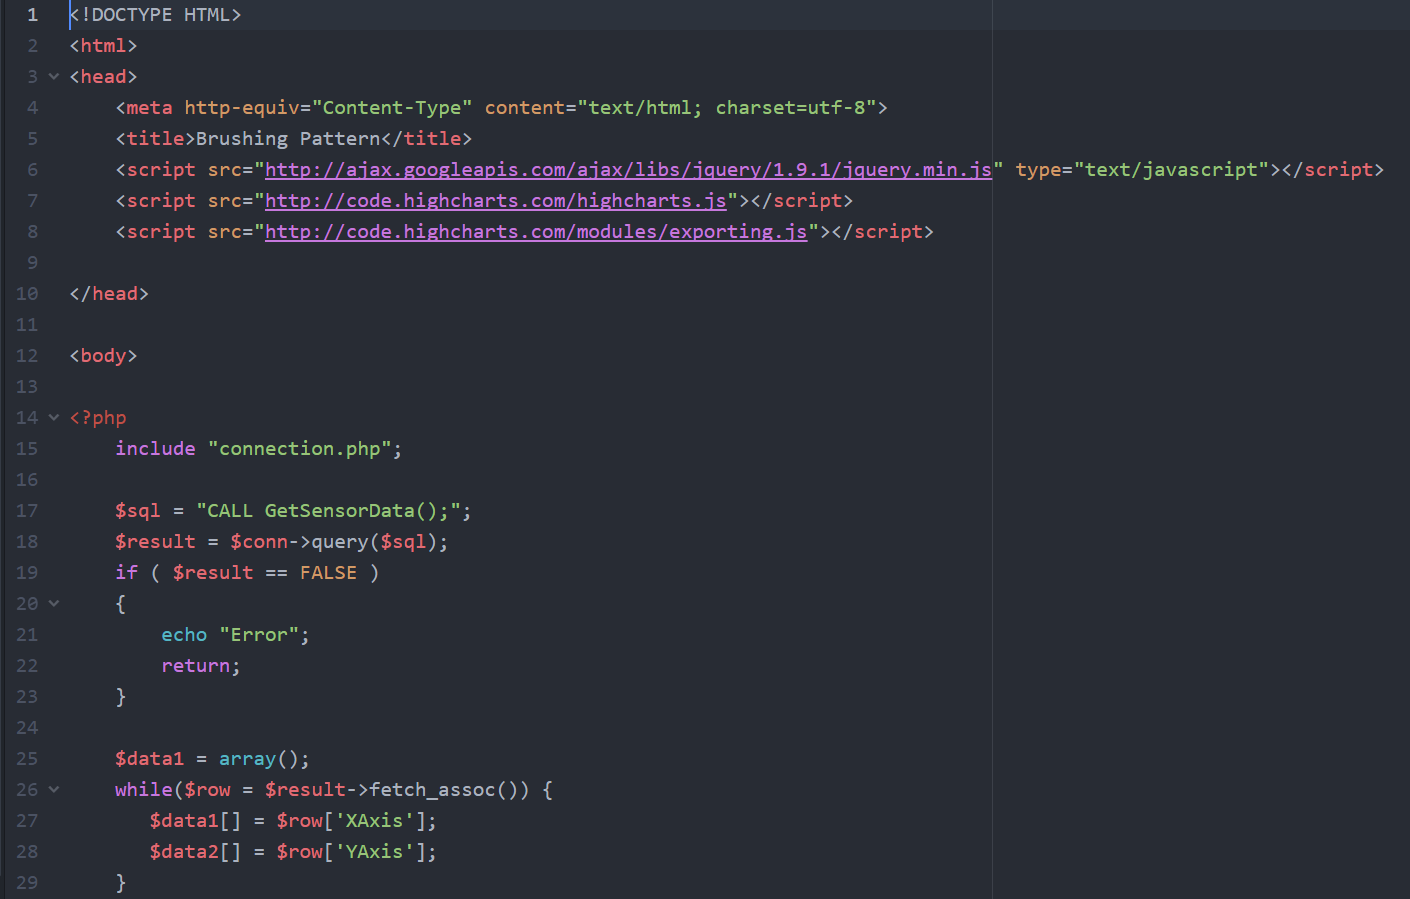 1 <!DOCTYPE HTML>
2 <html>
3 <head>
4     <meta http-equiv="Content-Type" content="text/html; charset=utf-8">
5     <title>Brushing Pattern</title>
6     <script src="http://ajax.googleapis.com/ajax/libs/jquery/1.9.1/jquery.min.js" type="text/javascript"></script>
7     <script src="http://code.highcharts.com/highcharts.js"></script>
8     <script src="http://code.highcharts.com/modules/exporting.js"></script>
9
10 </head>
11
12 <body>
13
14 <?php
15     include "connection.php";
16
17     $sql = "CALL GetSensorData();";
18     $result = $conn->query($sql);
19     if ( $result == FALSE )
20     {
21         echo "Error";
22         return;
23     }
24
25     $data1 = array();
26     while($row = $result->fetch_assoc()) {
27        $data1[] = $row['XAxis'];
28        $data2[] = $row['YAxis'];
29     }